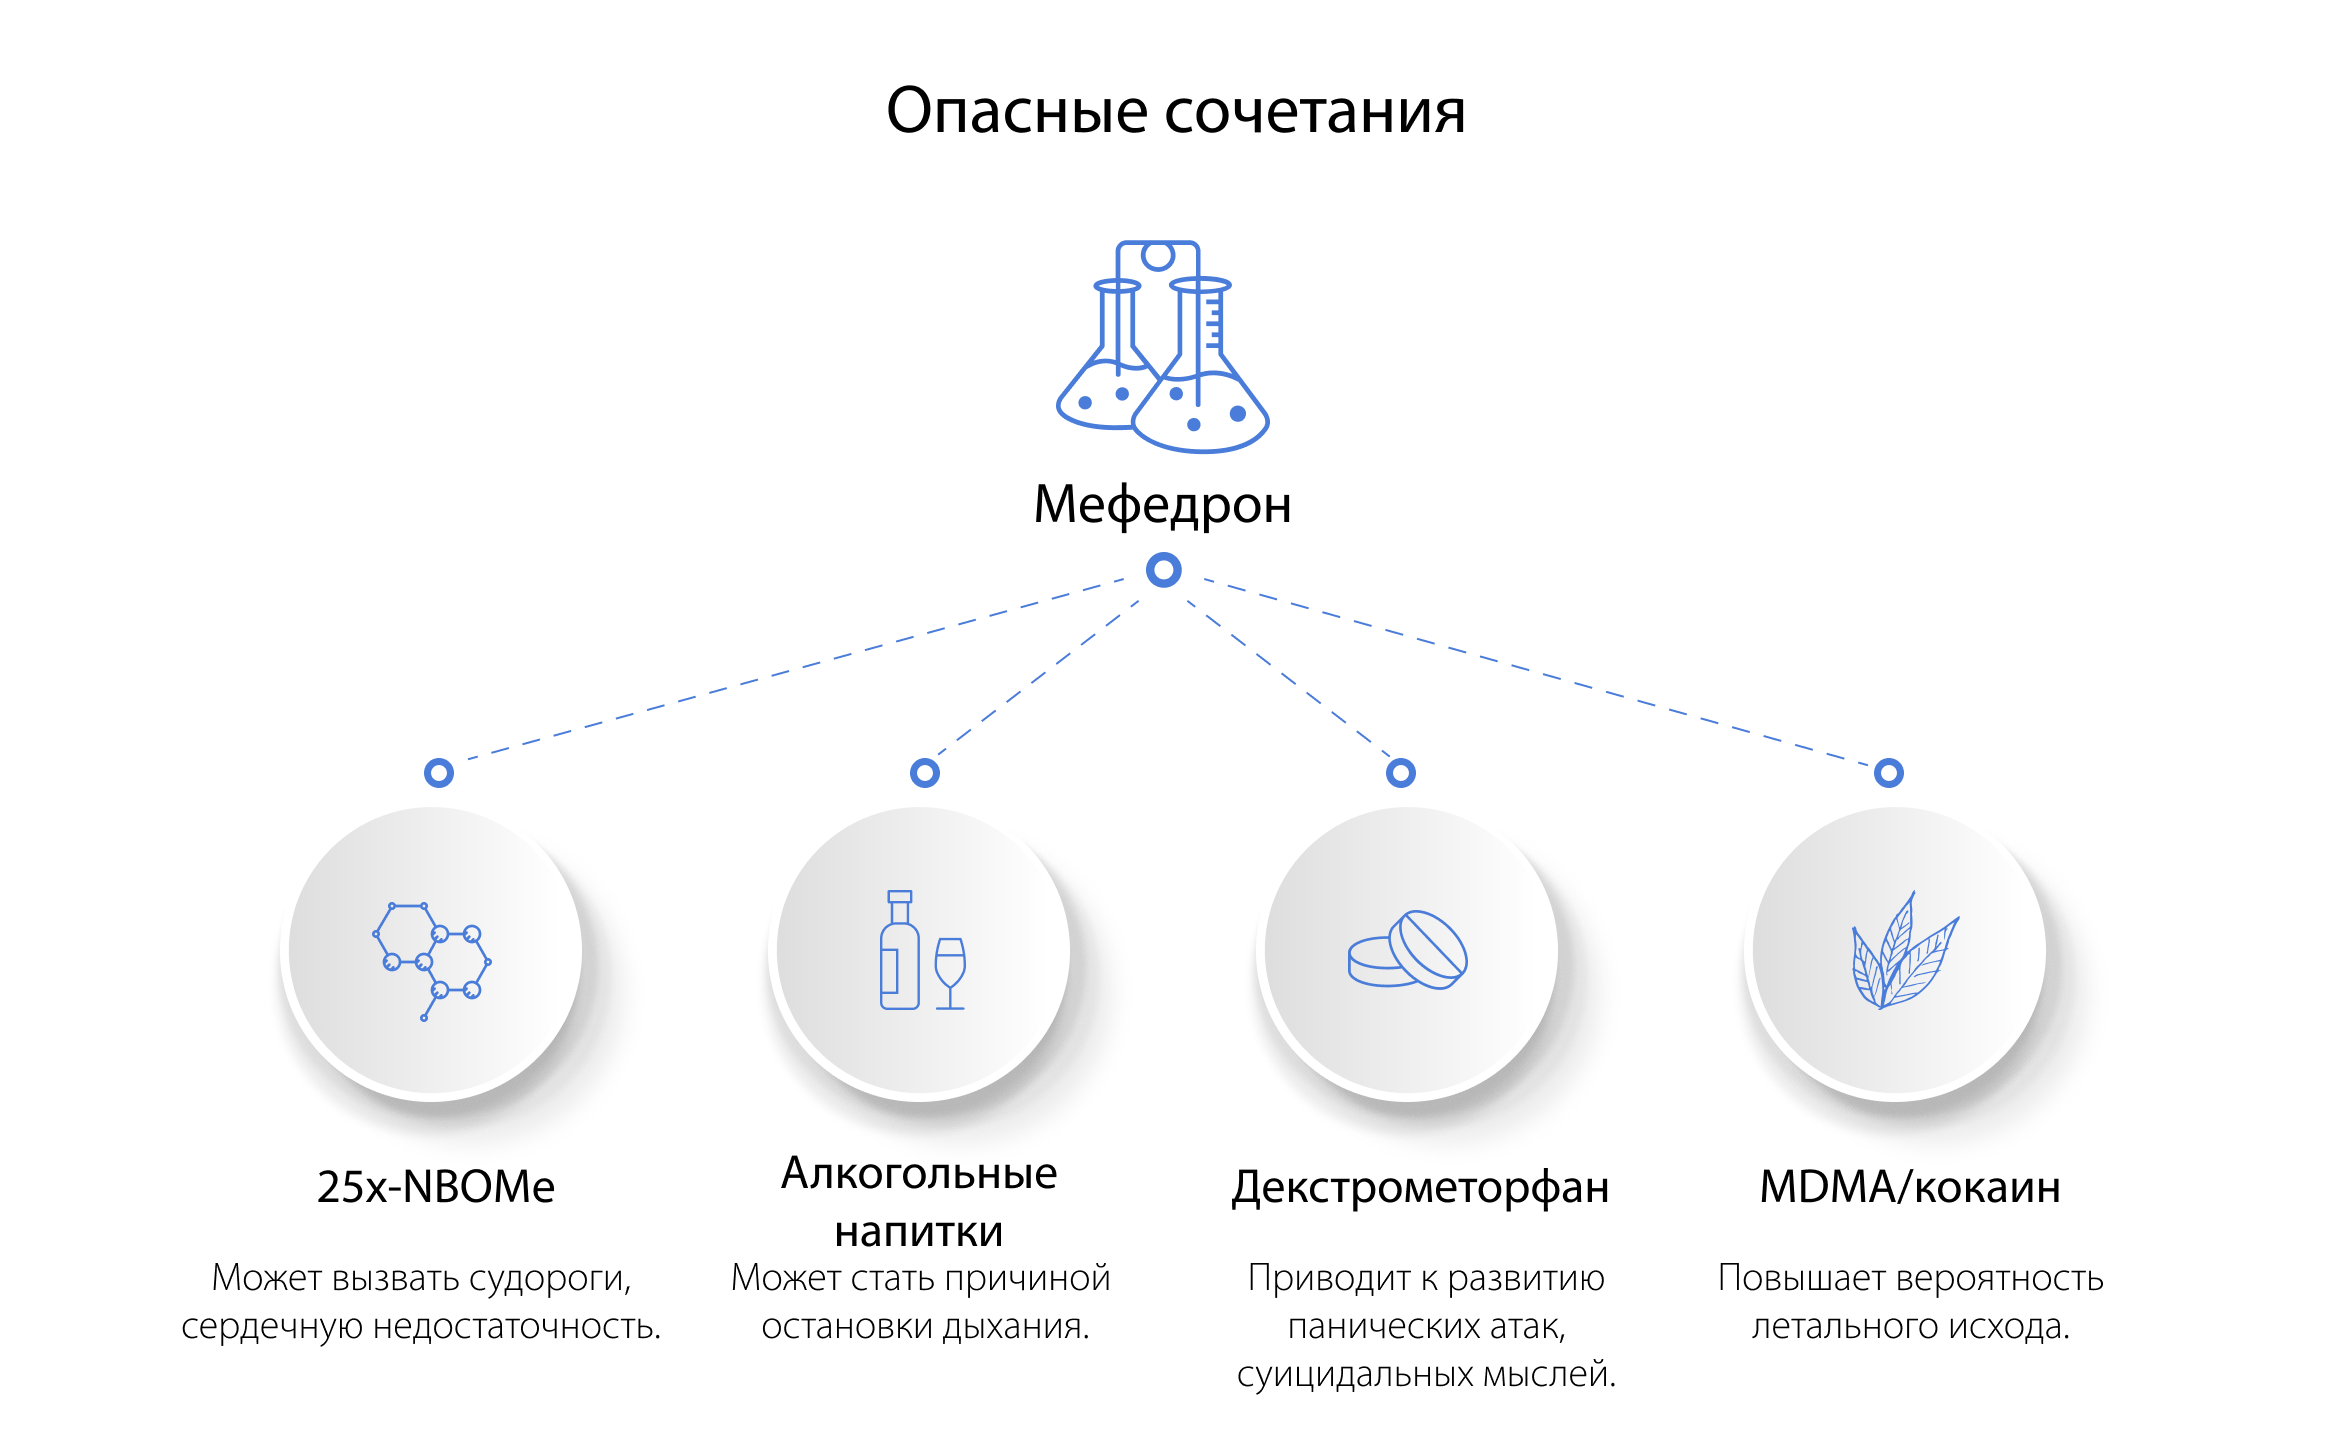 Опасные сочетания
Мефедрон
25x-NBOMe
Может вызвать судороги,
сердечную недостаточность.
Алкогольные
напитки
Может стать причиной
остановки дыхания.
Декстрометорфан
Приводит к развитию
панических атак,
суицидальных мыслей.
MDMA/кокаин
Повышает вероятность
летального исхода.